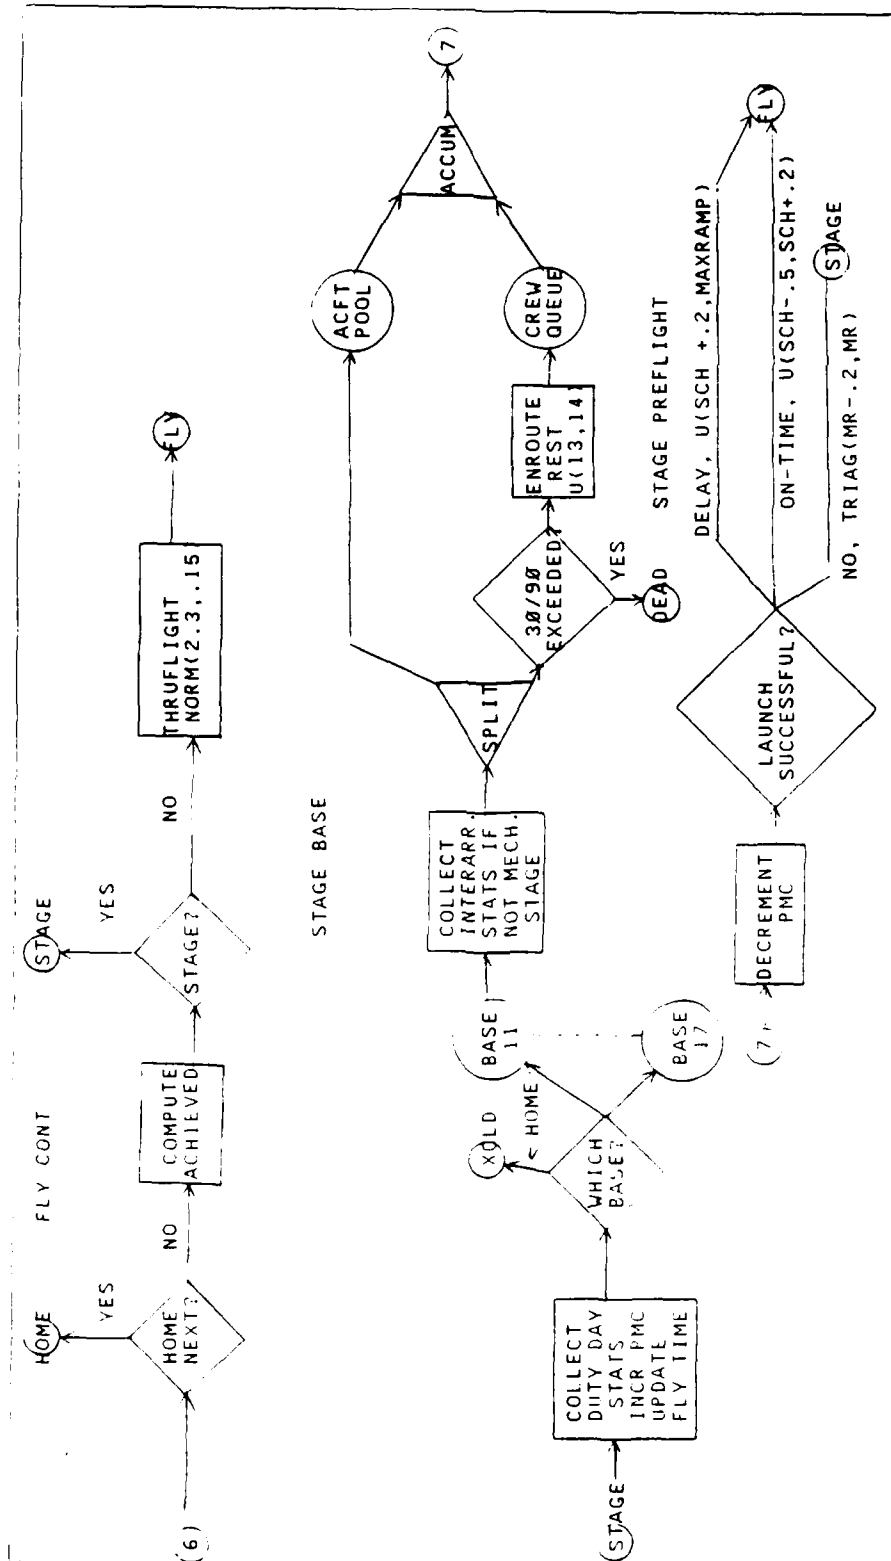 FLY CONT
(6)
HOME
YES
HOME
NEXT?
NO
COMPUTE
ACHIEVED
STAGE
YES
STAGE?
NO
THRUFLIGHT
NORM(2.3,.15)
FLY
STAGE BASE
STAGE
COLLECT
DUTY DAY
STATS
INCR PMC
UPDATE
FLY TIME
WHICH
BASE?
XOLD
HOME
BASE
11
BASE
17
COLLECT
INTERARR.
STATS IF
NOT MECH.
STAGE
SPLIT
ACFT
POOL
30/90
EXCEEDED?
YES
DEAD
ENROUTE
REST
U(13,14)
CREW
QUEUE
ACCUM
(7)
STAGE PREFLIGHT
(7)
DECREMENT
PMC
LAUNCH
SUCCESSFUL?
DELAY, U(SCH +.2,MAXRAMP)
FLY
ON-TIME, U(SCH-.5,SCH+.2)
NO, TRIAG(MR-.2,MR)
STAGE